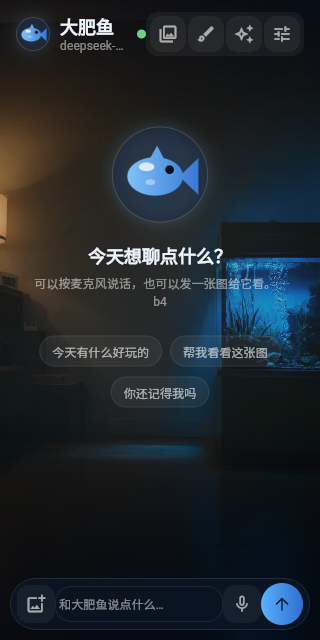 大肥鱼
deepseek-...
今天想聊点什么?
可以按麦克风说话，也可以发一张图给它看。
b4
今天有什么好玩的
帮我看看这张图
你还记得我吗
和大肥鱼说点什么...